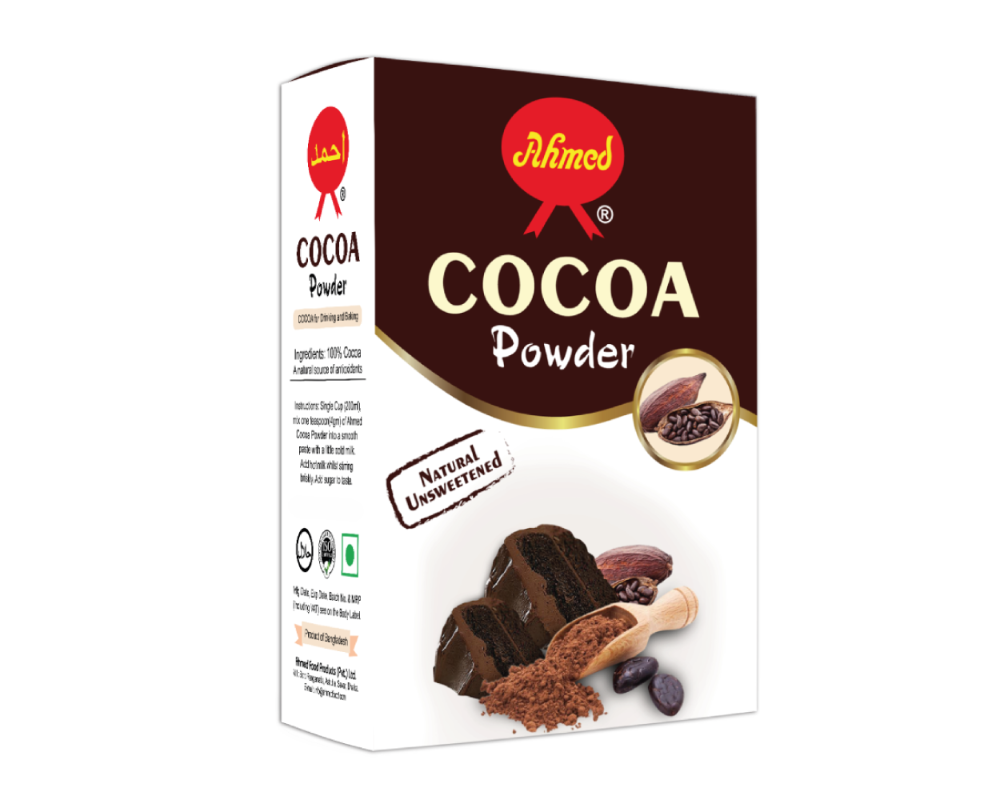 أحمد
®
COCOA
Powder
COCOA for Drinking and Baking
Ingredients: 100% Cocoa
A natural source of antioxidants
Instructions: Single Cup (200ml),
mix one teaspoon(4gm) of Ahmed
Cocoa Powder into a smooth
paste with a little cold milk.
Add hot milk whilst stirring
briskly. Add sugar to taste.
حلال
ISO
Mfg. Date, Exp Date, Batch No. & MRP
(Including VAT) see on the Body Label.
Product of Bangladesh
Ahmed Food Products (Pvt.) Ltd.
Ahmed
®
COCOA
Powder
NATURAL
UNSWEETENED